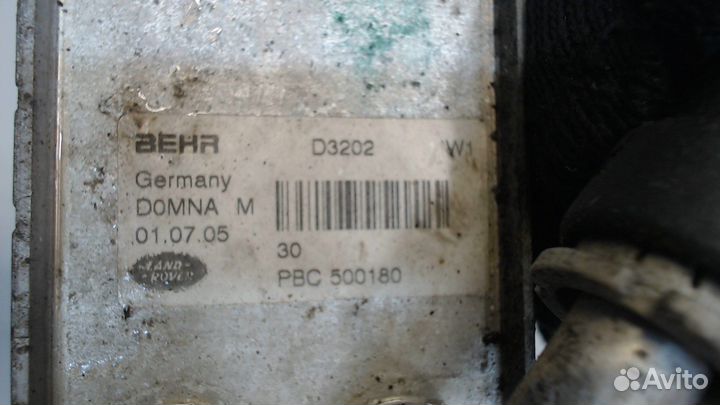 BEHR D3202 W1
Germany
D0MNA M
01.07.05
30
LAND ROVER
PBC 500180
Avito